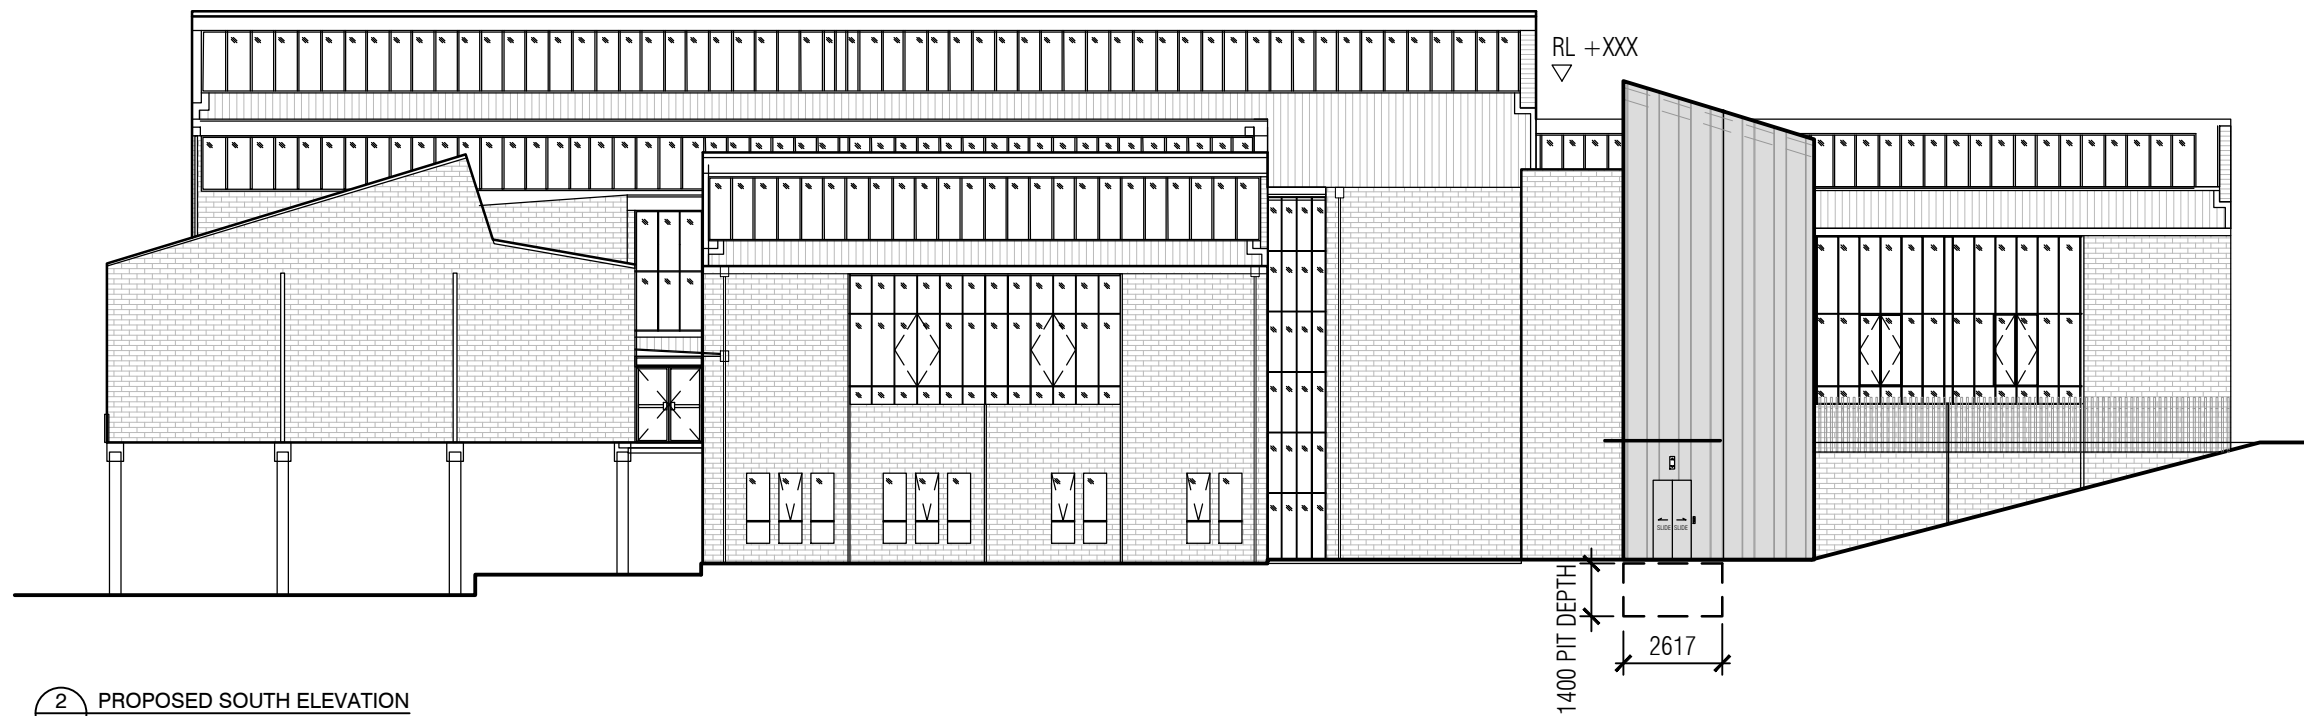 RL +XXX
SLIDE SLIDE
1400 PIT DEPTH
2617
2 PROPOSED SOUTH ELEVATION